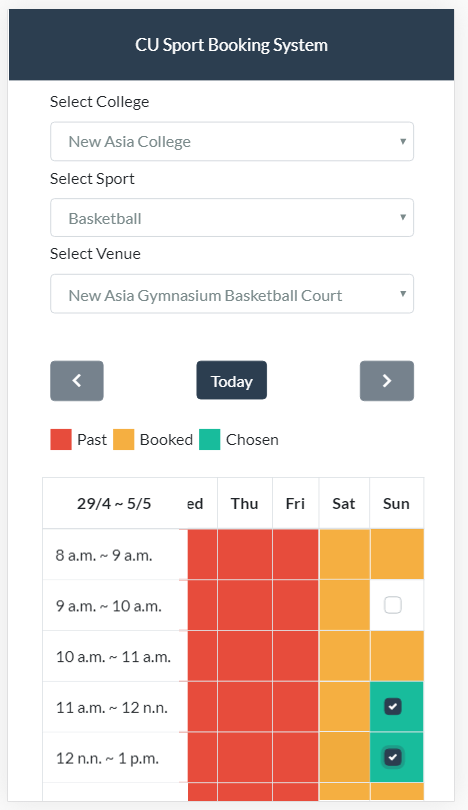 CU Sport Booking System
Select College
New Asia College
Select Sport
Basketball
Select Venue
New Asia Gymnasium Basketball Court
Today
Past Booked Chosen
29/4 ~ 5/5 ed Thu Fri Sat Sun
8 a.m. ~ 9 a.m.
9 a.m. ~ 10 a.m.
10 a.m. ~ 11 a.m.
11 a.m. ~ 12 n.n.
12 n.n. ~ 1 p.m.